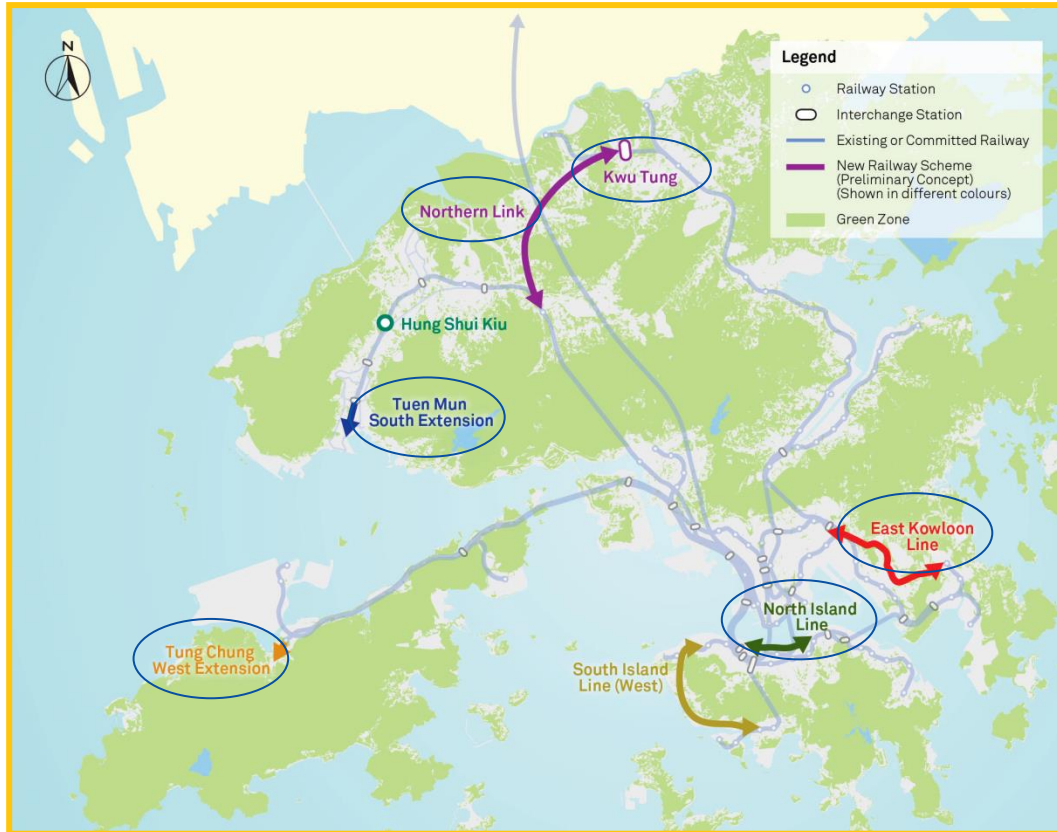 N
Legend
Railway Station
Interchange Station
Existing or Committed Railway
New Railway Scheme
(Preliminary Concept)
(Shown in different colours)
Green Zone
Kwu Tung
Northern Link
Hung Shui Kiu
Tuen Mun
South Extension
East Kowloon
Line
North Island
Line
Tung Chung
West Extension
South Island
Line (West)